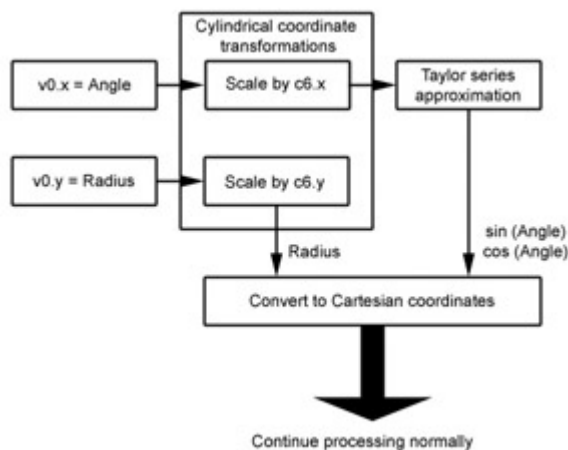 Cylindrical coordinate
transformations
v0.x = Angle
Scale by c6.x
Taylor series
approximation
v0.y = Radius
Scale by c6.y
Radius
sin (Angle)
cos (Angle)
Convert to Cartesian coordinates
Continue processing normally